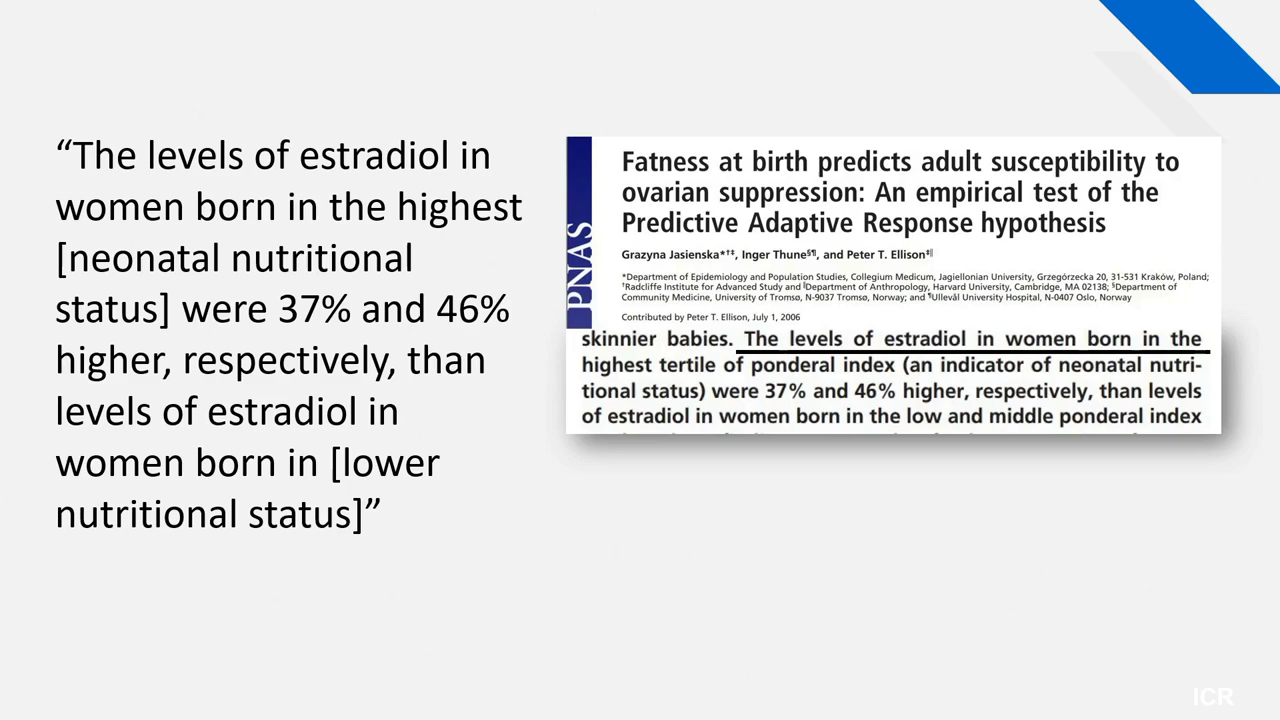 “The levels of estradiol in
women born in the highest
[neonatal nutritional
status] were 37% and 46%
higher, respectively, than
levels of estradiol in
women born in [lower
nutritional status]”
PNAS
Fatness at birth predicts adult susceptibility to
ovarian suppression: An empirical test of the
Predictive Adaptive Response hypothesis
Grazyna Jasienska*†‡, Inger Thune§¶, and Peter T. Ellison‡∥
*Department of Epidemiology and Population Studies, Collegium Medicum, Jagiellonian University, Grzegórzecka 20, 31-531 Kraków, Poland;
†Radcliffe Institute for Advanced Study and ∥Department of Anthropology, Harvard University, Cambridge, MA 02138; §Department of
Community Medicine, University of Tromsø, N-9037 Tromsø, Norway; and ¶Ullevål University Hospital, N-0407 Oslo, Norway
Contributed by Peter T. Ellison, July 1, 2006
skinnier babies. The levels of estradiol in women born in the
highest tertile of ponderal index (an indicator of neonatal nutri-
tional status) were 37% and 46% higher, respectively, than levels
of estradiol in women born in the low and middle ponderal index
ICR